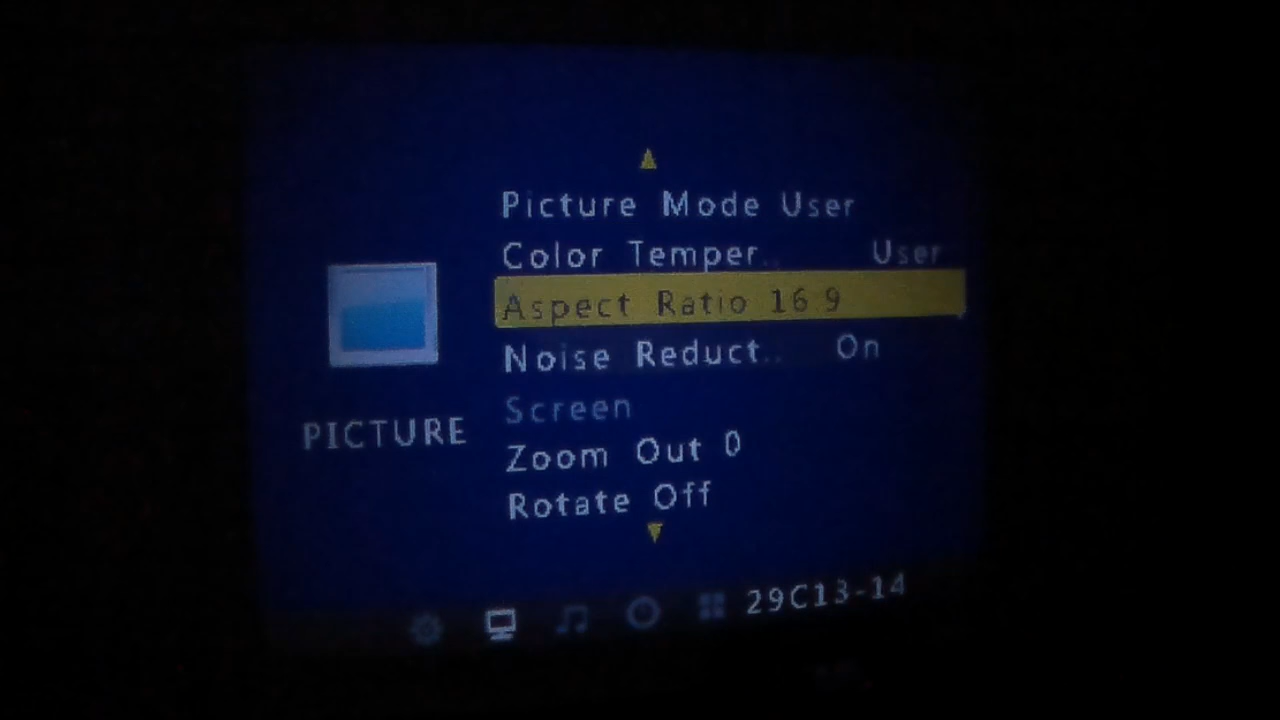 Picture Mode User
Color Temper.. User
Aspect Ratio 16 9
Noise Reduct.. On
Screen
Zoom Out 0
Rotate Off
PICTURE
29C13-14